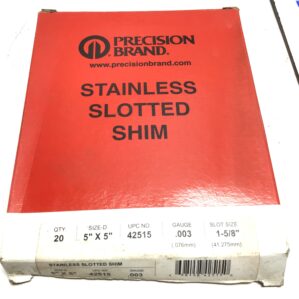 PRECISION
BRAND®
www.precisionbrand.com
STAINLESS
SLOTTED
SHIM
QTY SIZE-D UPC NO GAUGE SLOT SIZE
20 5" X 5" 42515 .003 1-5/8"
(.076mm) (41.275mm)
STAINLESS SLOTTED SHIM
5" X 5" 42515 .003